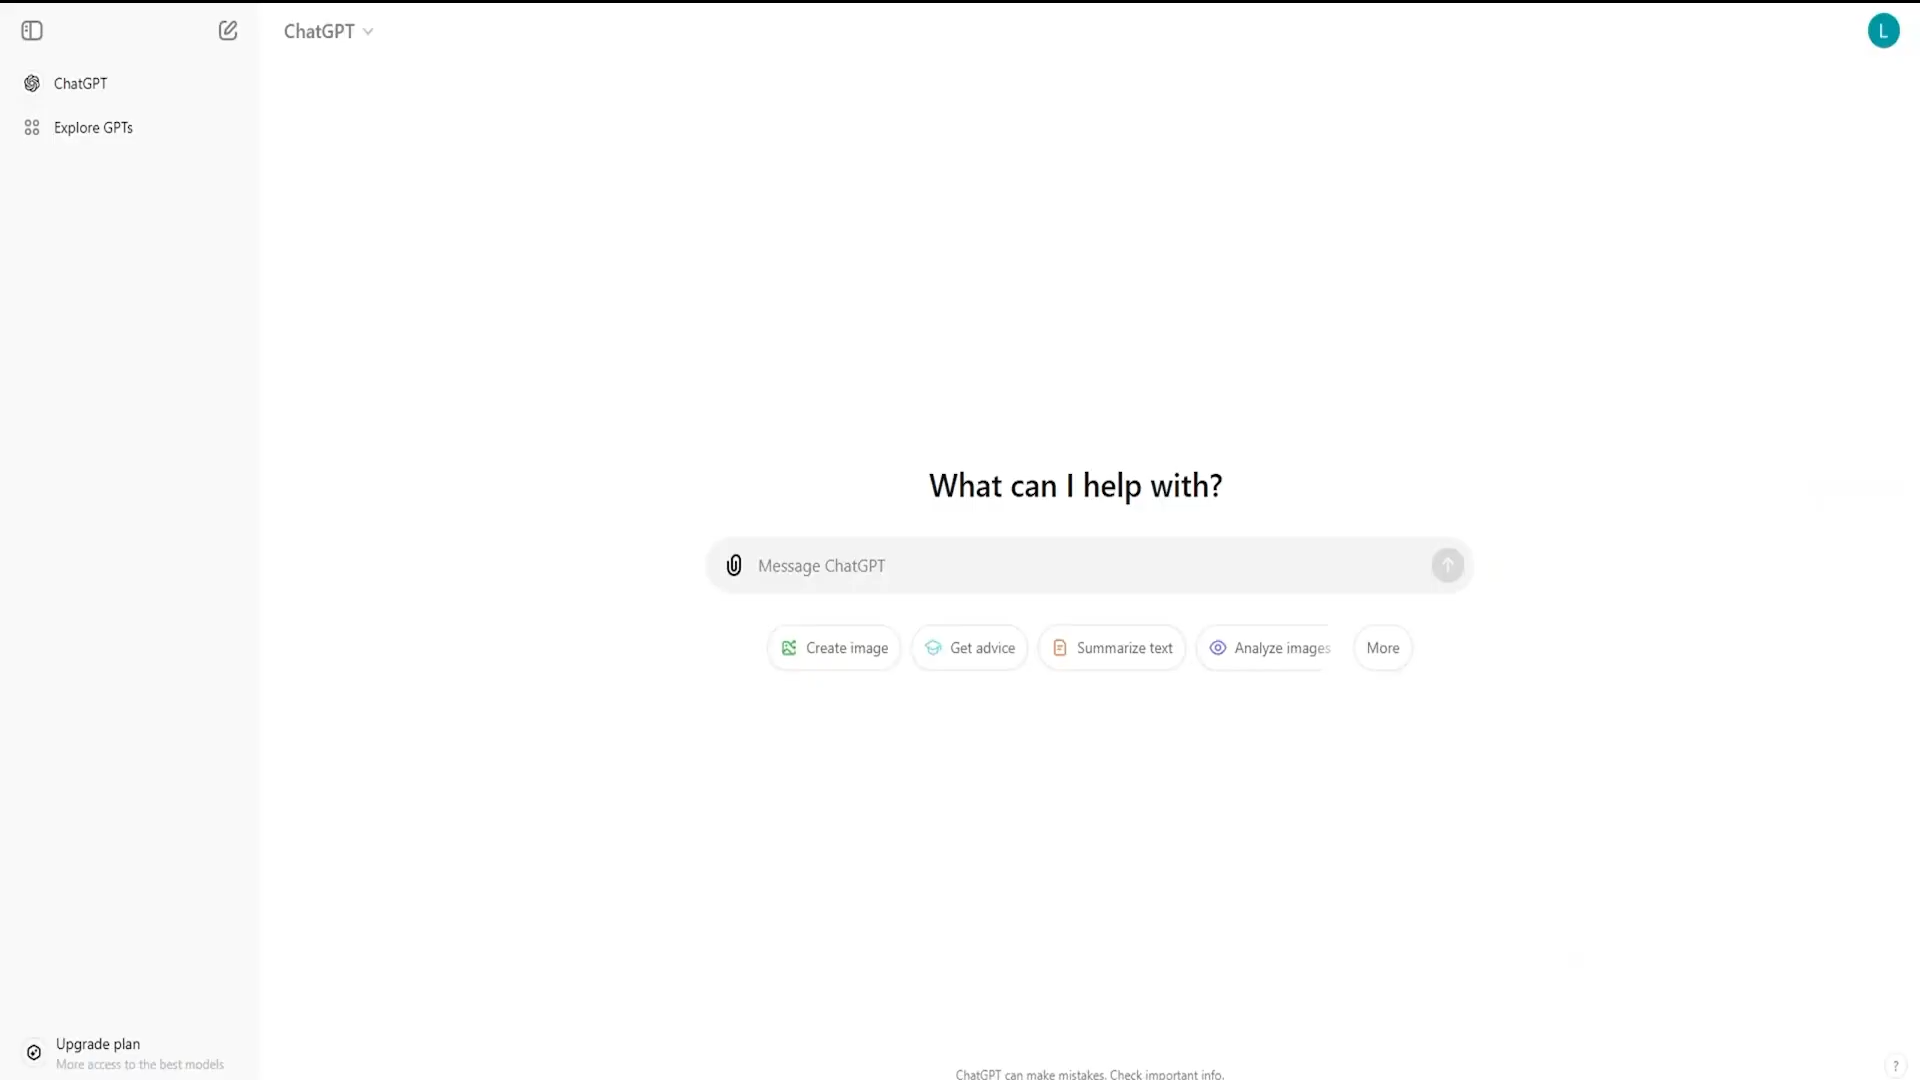 ChatGPT
L
ChatGPT
Explore GPTs
What can I help with?
Message ChatGPT
Create image
Get advice
Summarize text
Analyze images
More
Upgrade plan
More access to the best models
ChatGPT can make mistakes. Check important info.
?